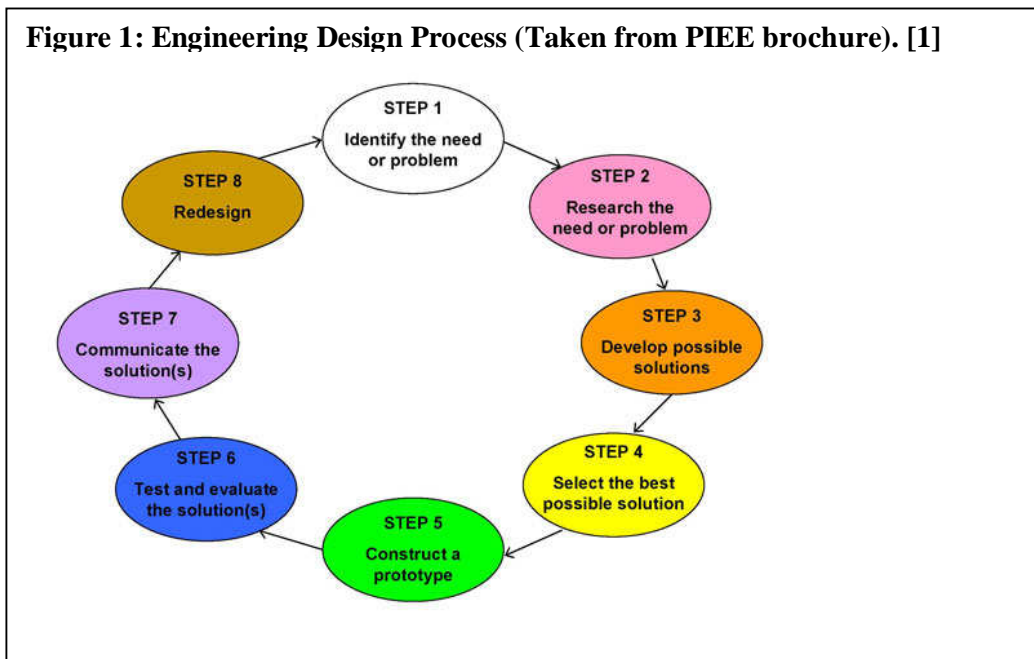 Figure 1: Engineering Design Process (Taken from PIEE brochure). [1]
STEP 1
Identify the need
or problem
STEP 2
Research the
need or problem
STEP 3
Develop possible
solutions
STEP 4
Select the best
possible solution
STEP 5
Construct a
prototype
STEP 6
Test and evaluate
the solution(s)
STEP 7
Communicate the
solution(s)
STEP 8
Redesign